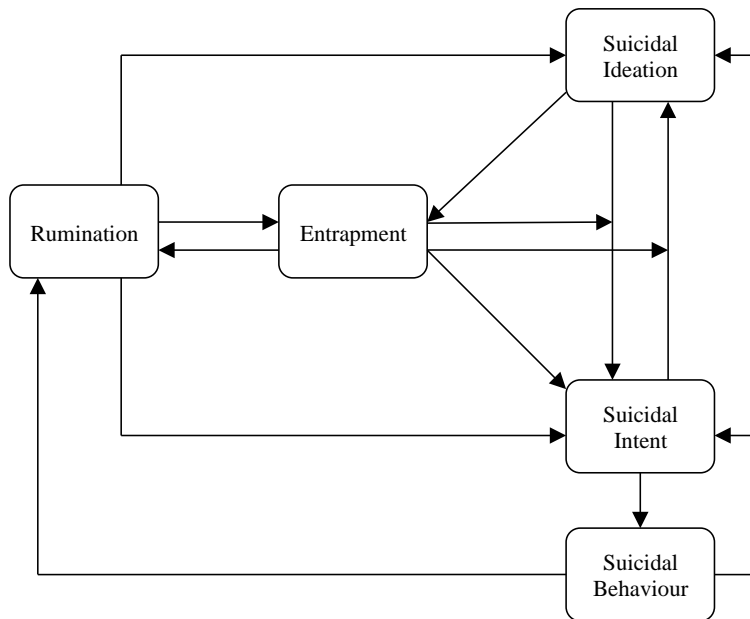 Suicidal
Ideation
Rumination
Entrapment
Suicidal
Intent
Suicidal
Behaviour